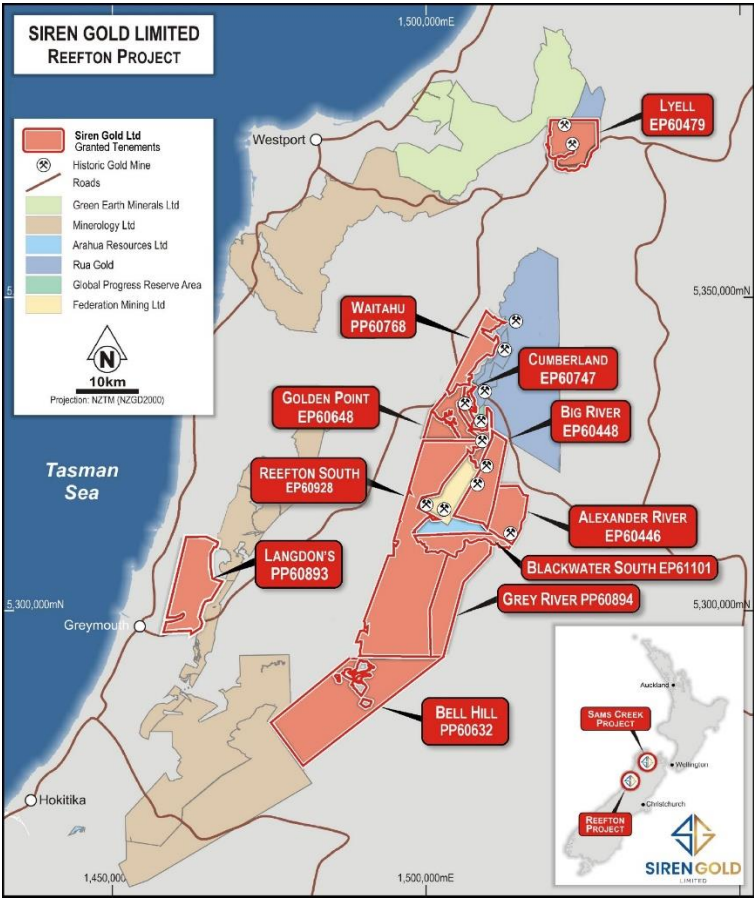 SIREN GOLD LIMITED
REEFTON PROJECT
1,500,000mE
Siren Gold Ltd
Granted Tenements
Historic Gold Mine
Roads
Green Earth Minerals Ltd
Minerology Ltd
Arahua Resources Ltd
Rua Gold
Global Progress Reserve Area
Federation Mining Ltd
N
10km
Projection: NZTM (NZGD2000)
Westport
LYELL
EP60479
5,350,000mN
WAITAHU
PP60768
CUMBERLAND
EP60747
GOLDEN POINT
EP60648
BIG RIVER
EP60448
Tasman
Sea
REEFTON SOUTH
EP60928
ALEXANDER RIVER
EP60446
LANGDON'S
PP60893
BLACKWATER SOUTH EP61101
GREY RIVER PP60894
5,300,000mN
5,300,000mN
Greymouth
BELL HILL
PP60632
Hokitika
1,450,000mE
1,500,000mE
Auckland
SAMS CREEK
PROJECT
Wellington
Christchurch
REEFTON
PROJECT
SIREN GOLD
LIMITED